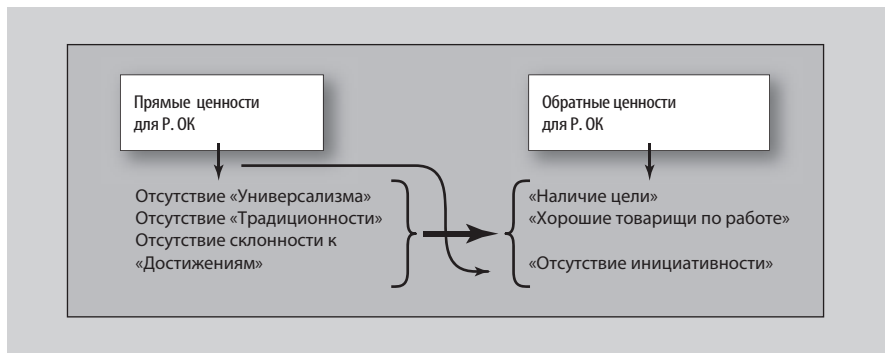 Прямые ценности
для Р. ОК
Обратные ценности
для Р. ОК
Отсутствие «Универсализма»
Отсутствие «Традиционности»
Отсутствие склонности к
«Достижениям»
«Наличие цели»
«Хорошие товарищи по работе»
«Отсутствие инициативности»